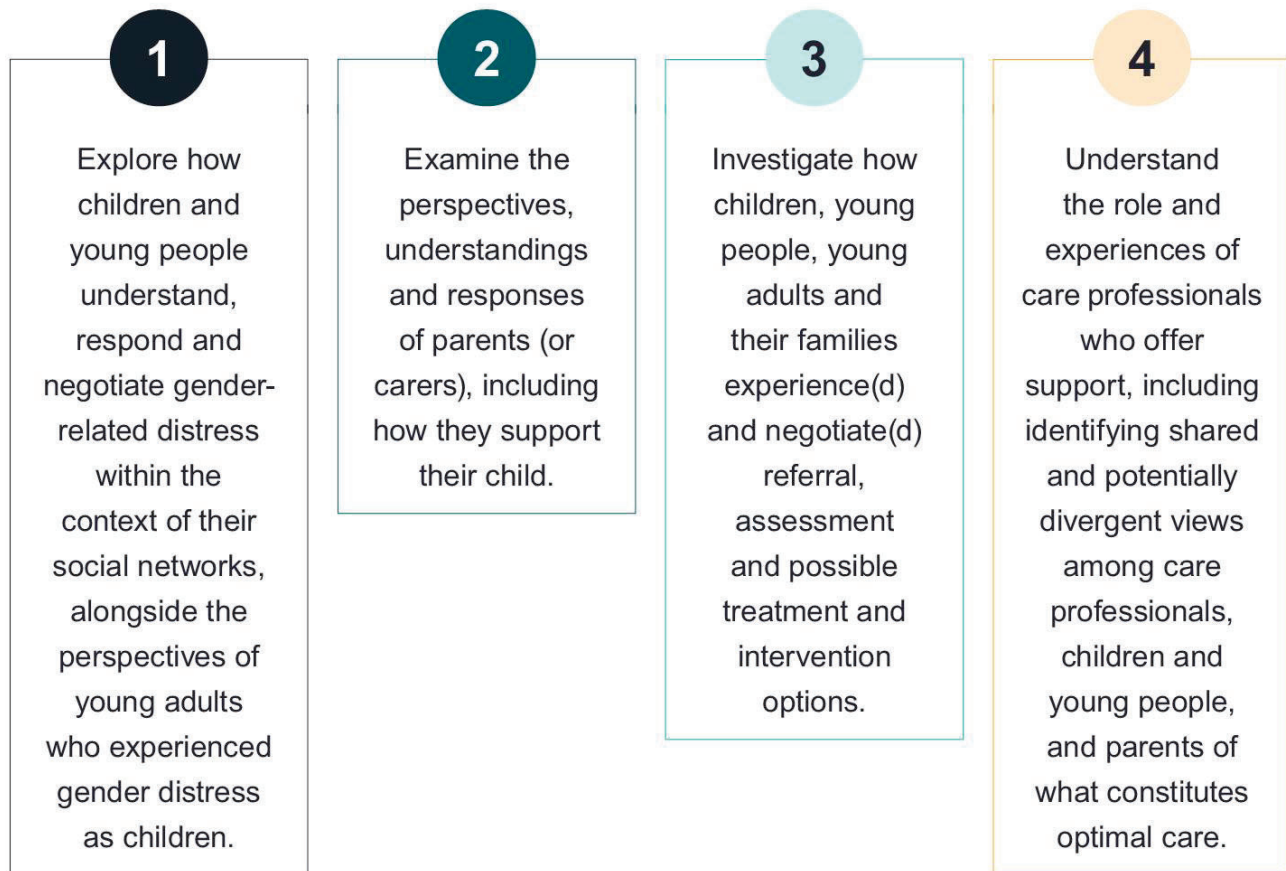 1
Explore how
children and
young people
understand,
respond and
negotiate gender-
related distress
within the
context of their
social networks,
alongside the
perspectives of
young adults
who experienced
gender distress
as children.
2
Examine the
perspectives,
understandings
and responses
of parents (or
carers), including
how they support
their child.
3
Investigate how
children, young
people, young
adults and
their families
experience(d)
and negotiate(d)
referral,
assessment
and possible
treatment and
intervention
options.
4
Understand
the role and
experiences of
care professionals
who offer
support, including
identifying shared
and potentially
divergent views
among care
professionals,
children and
young people,
and parents of
what constitutes
optimal care.